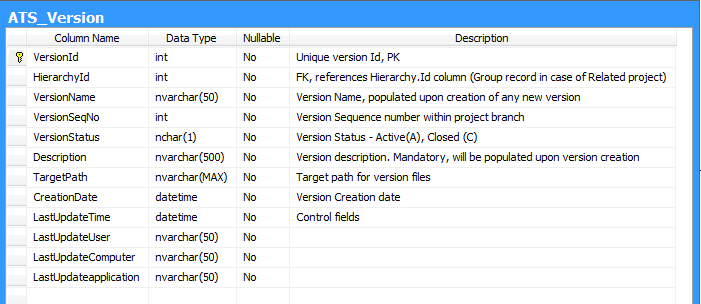 ATS_Version
Column Name Data Type Nullable Description
VersionId int No Unique version Id, PK
HierarchyId int No FK, references Hierarchy.Id column (Group record in case of Related project)
VersionName nvarchar(50) No Version Name, populated upon creation of any new version
VersionSeqNo int No Version Sequence number within project branch
VersionStatus nchar(1) No Version Status - Active(A), Closed (C)
Description nvarchar(500) No Version description. Mandatory, will be populated upon version creation
TargetPath nvarchar(MAX) No Target path for version files
CreationDate datetime No Version Creation date
LastUpdateTime datetime No Control fields
LastUpdateUser nvarchar(50) No
LastUpdateComputer nvarchar(50) No
LastUpdateapplication nvarchar(50) No